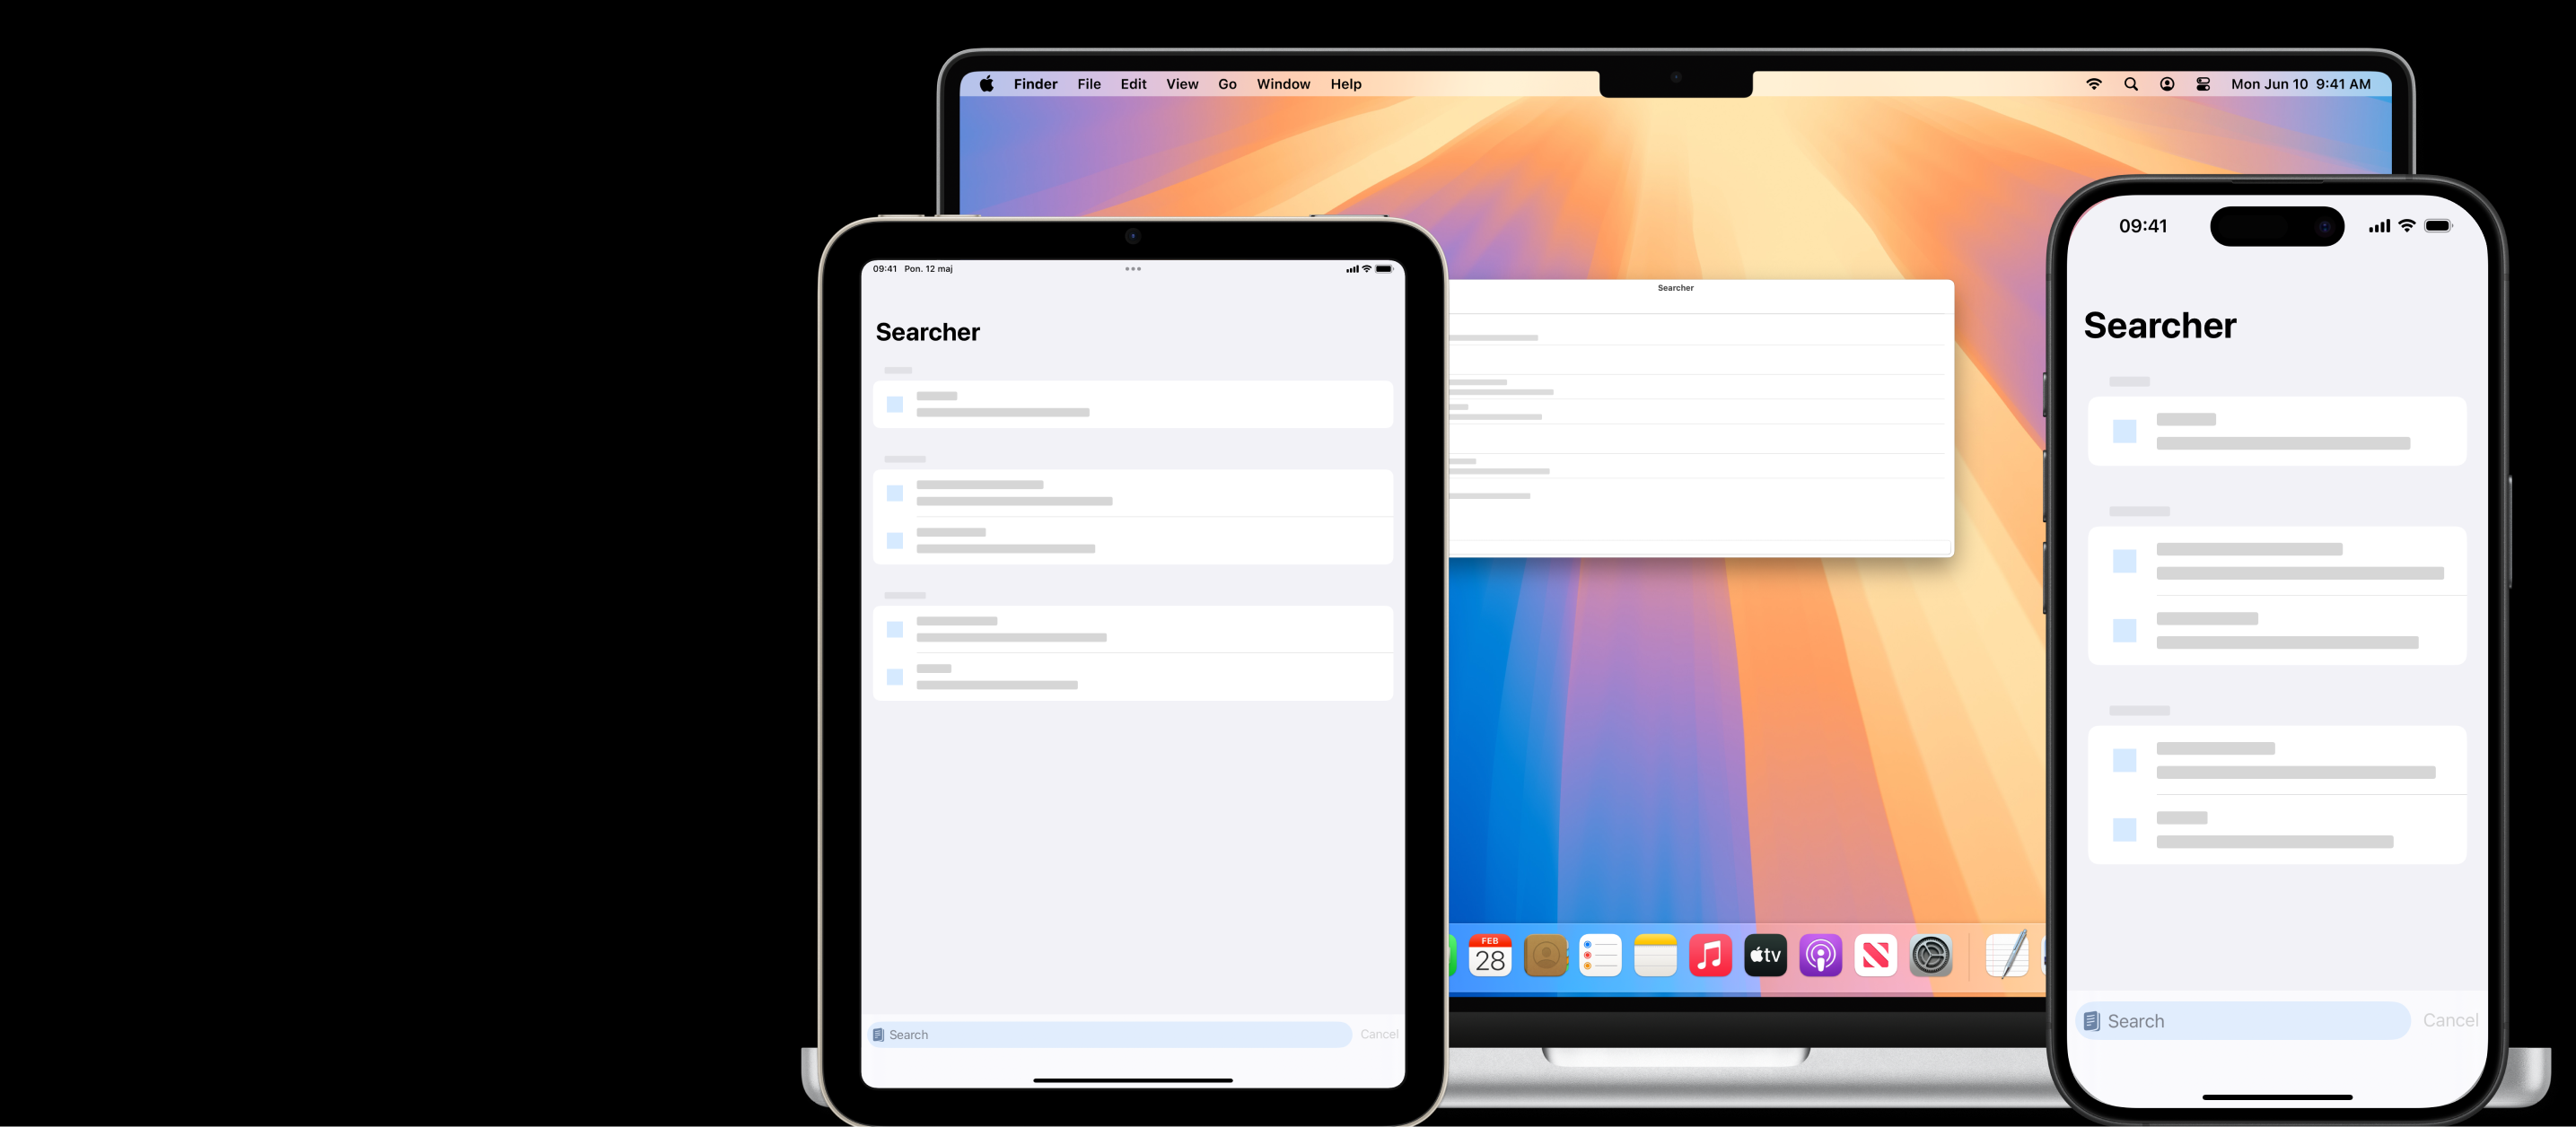 Finder File Edit View Go Window Help
Mon Jun 10 9:41 AM
09:41 Pon. 12 maj
Searcher
Search
Cancel
Searcher
FEB
28
tv
09:41
Searcher
Search
Cancel